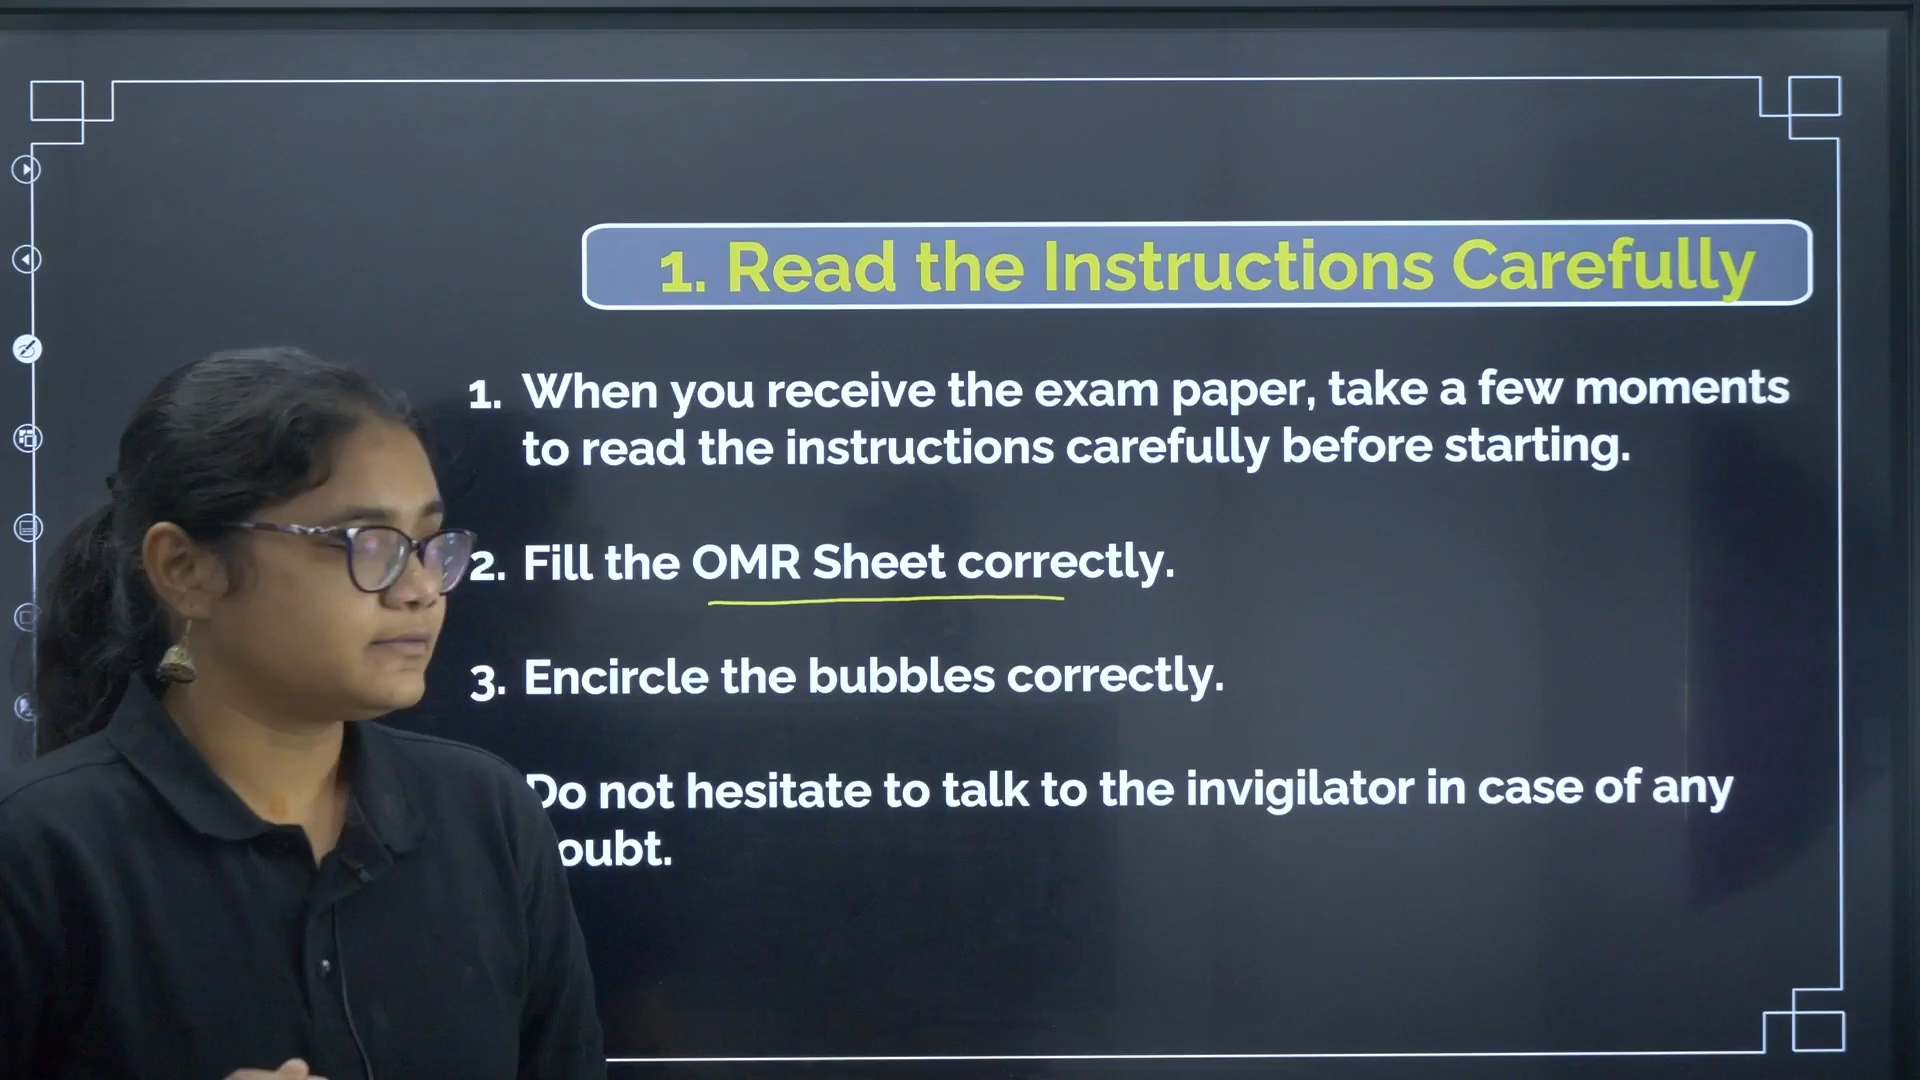 1. Read the Instructions Carefully
1. When you receive the exam paper, take a few moments
to read the instructions carefully before starting.
2. Fill the OMR Sheet correctly.
3. Encircle the bubbles correctly.
Do not hesitate to talk to the invigilator in case of any
oubt.